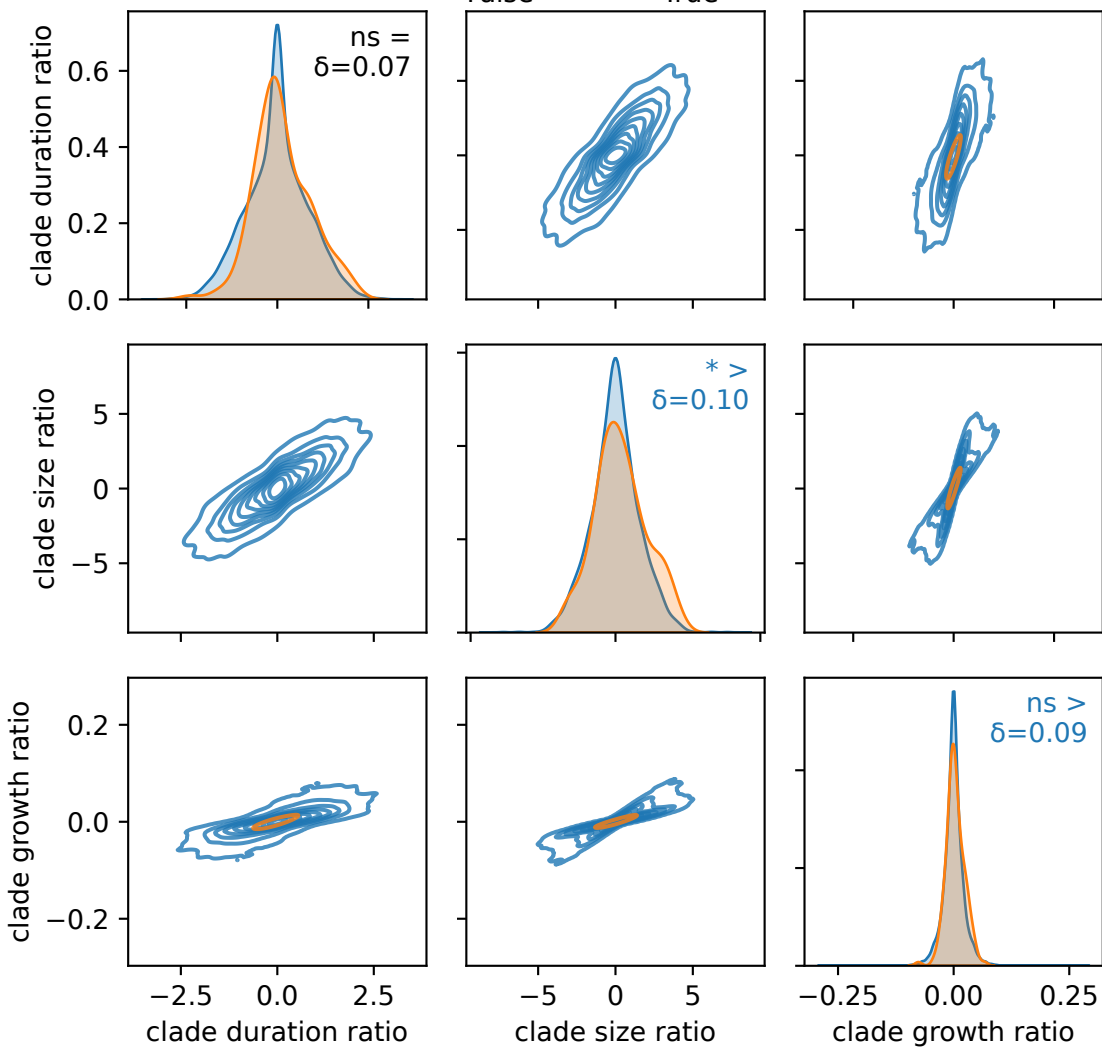 ns =
δ=0.07
clade duration ratio
0.6
0.4
0.2
0.0
* >
δ=0.10
clade size ratio
5
0
−5
ns >
δ=0.09
clade growth ratio
0.2
0.0
−0.2
−2.5 0.0 2.5 −5 0 5 −0.25 0.00 0.25
clade duration ratio clade size ratio clade growth ratio